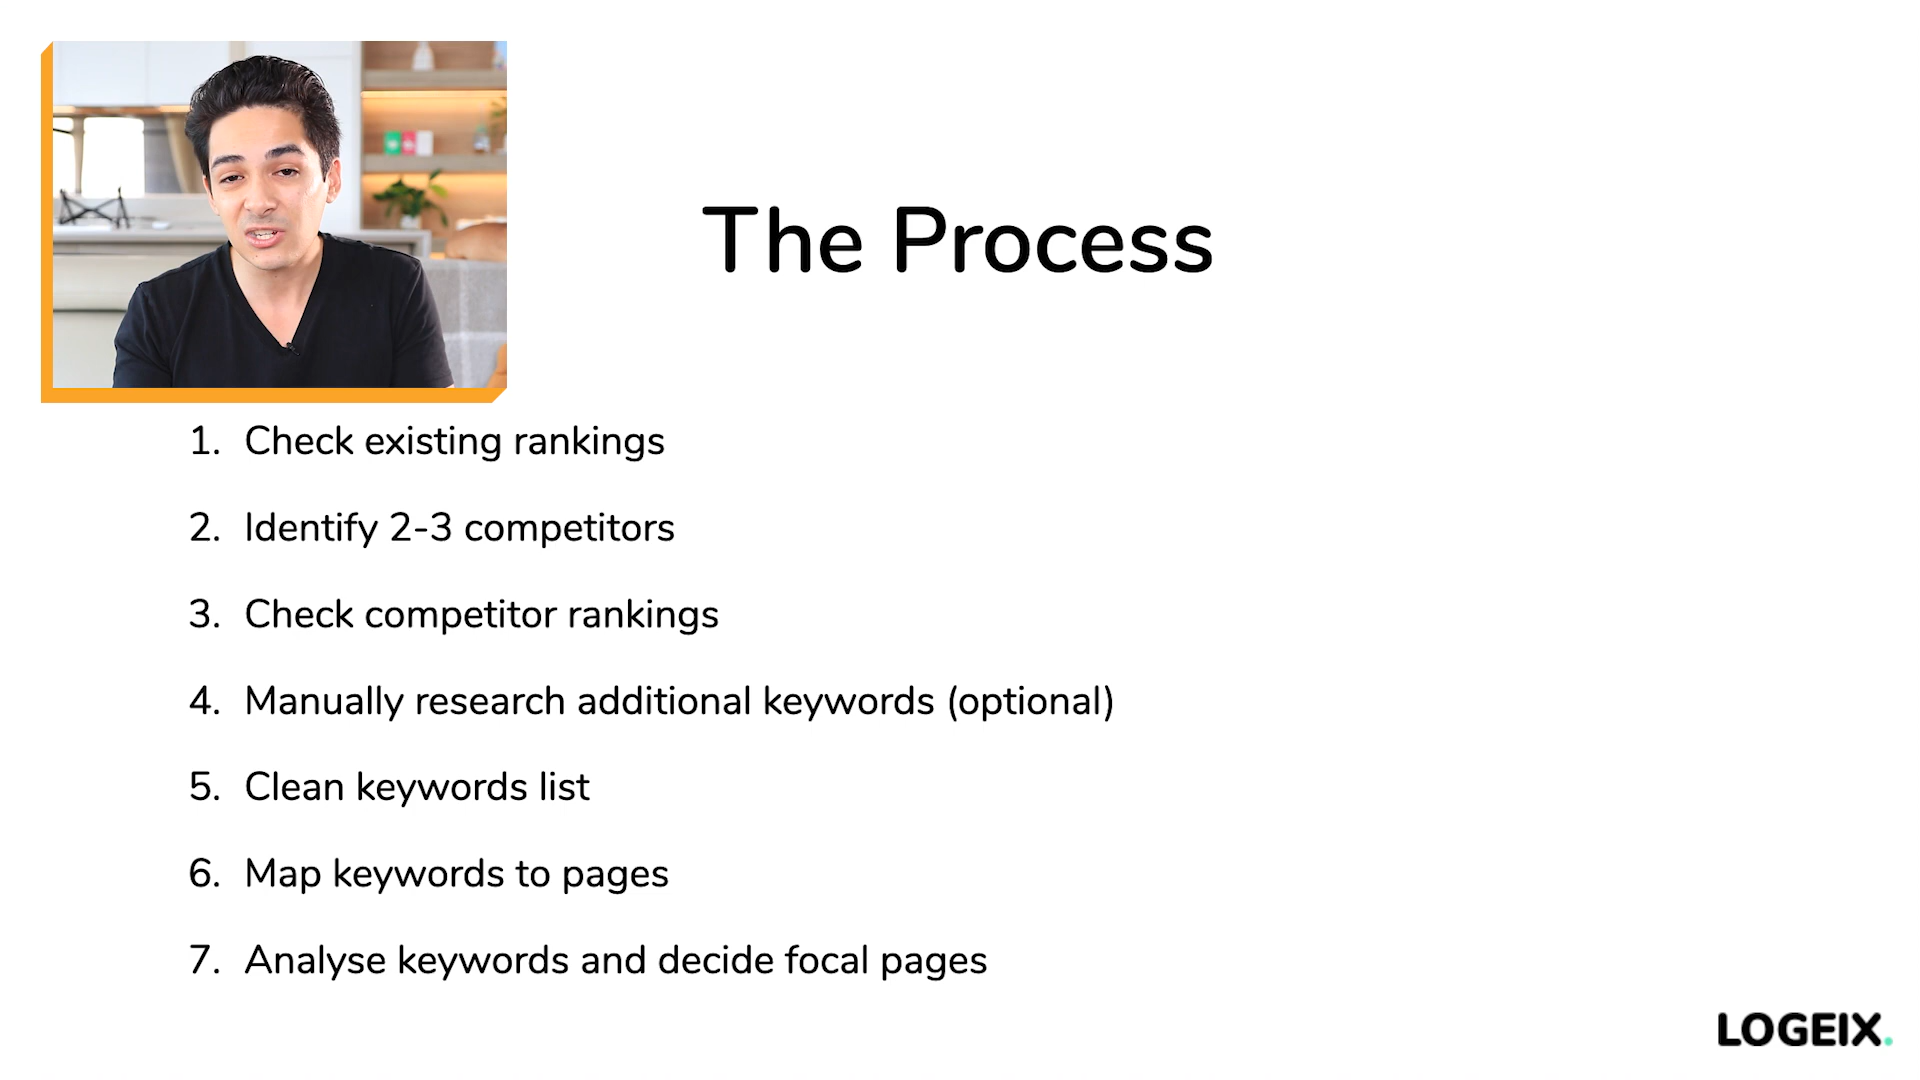 The Process
1. Check existing rankings
2. Identify 2-3 competitors
3. Check competitor rankings
4. Manually research additional keywords (optional)
5. Clean keywords list
6. Map keywords to pages
7. Analyse keywords and decide focal pages
LOGEIX.